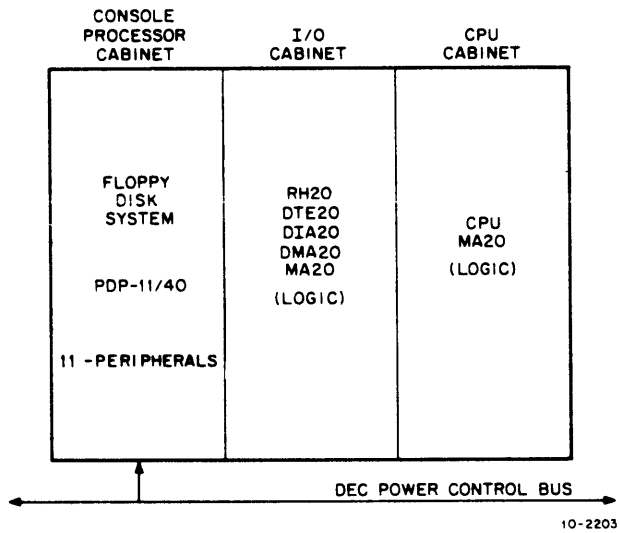 CONSOLE
PROCESSOR
CABINET
I/O
CABINET
CPU
CABINET
FLOPPY
DISK
SYSTEM
PDP-11/40
11 -PERIPHERALS
RH20
DTE20
DIA20
DMA20
MA20
(LOGIC)
CPU
MA20
(LOGIC)
DEC POWER CONTROL BUS
10-2203